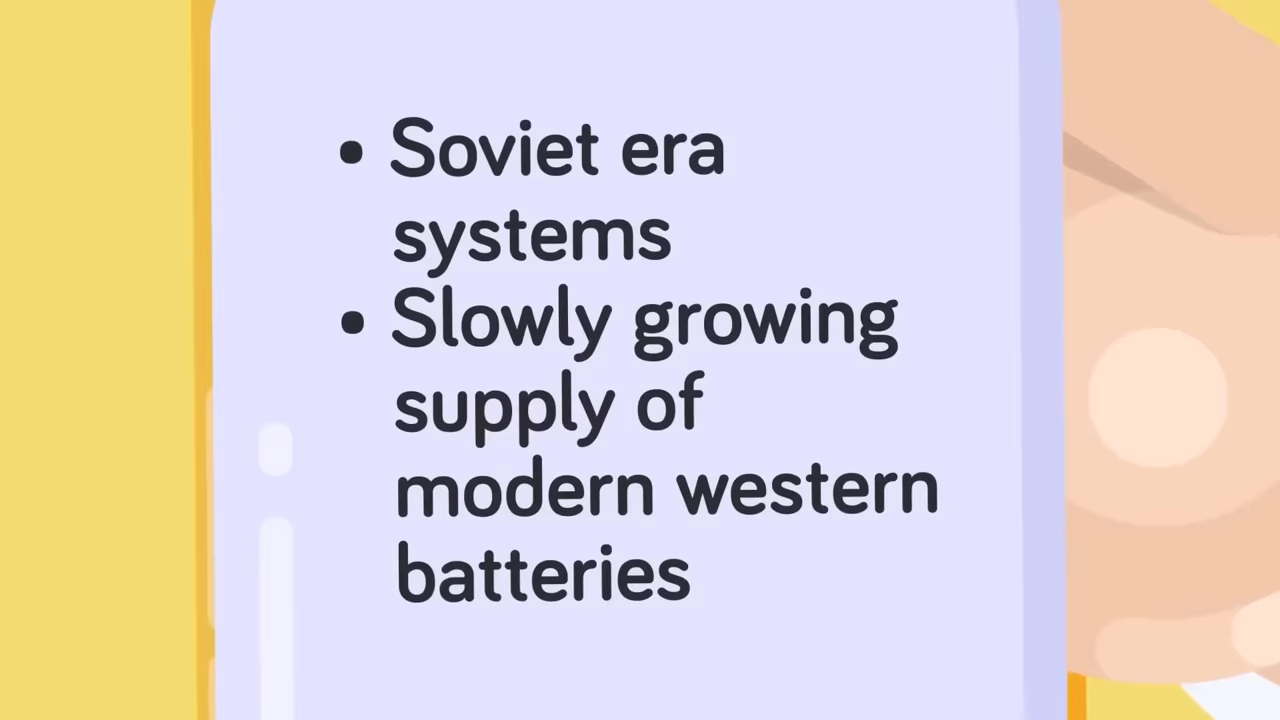 • Soviet era
systems
• Slowly growing
supply of
modern western
batteries